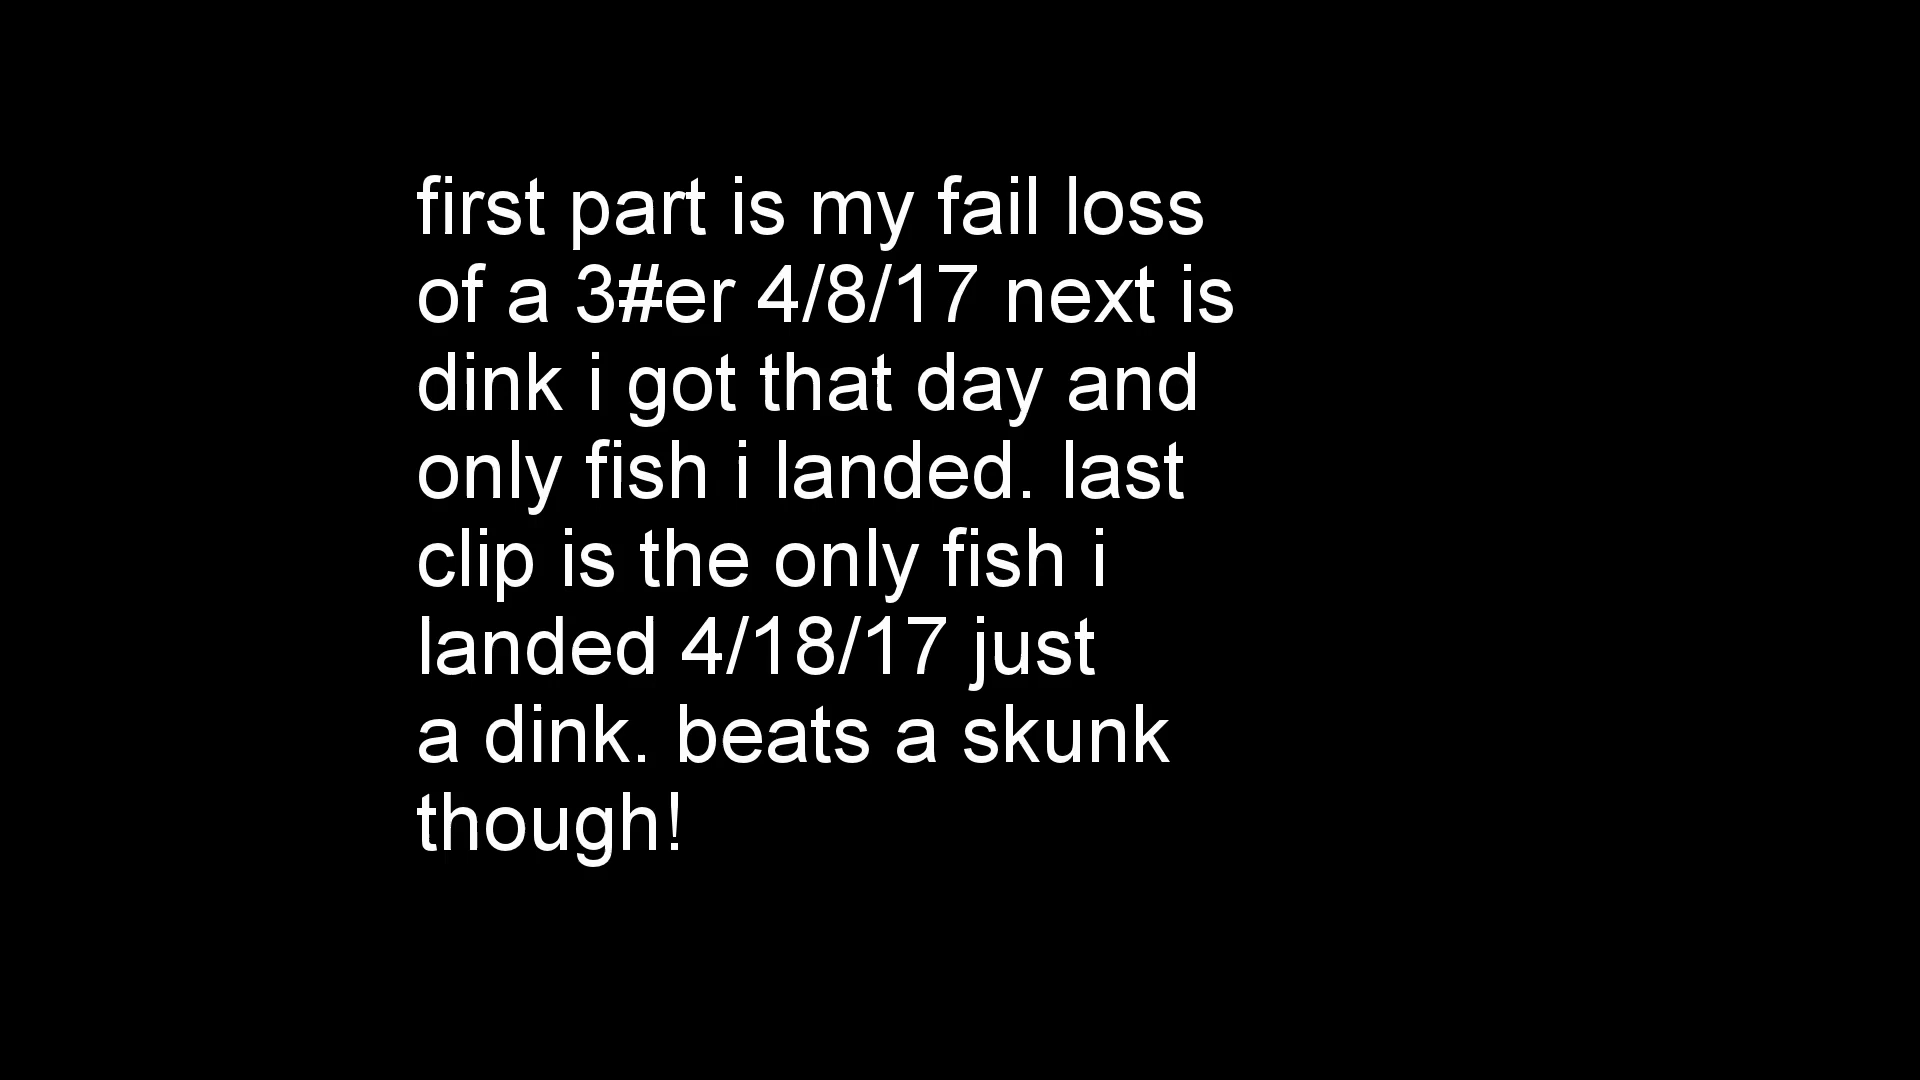 first part is my fail loss
of a 3#er 4/8/17 next is
dink i got that day and
only fish i landed. last
clip is the only fish i
landed 4/18/17 just
a dink. beats a skunk
though!